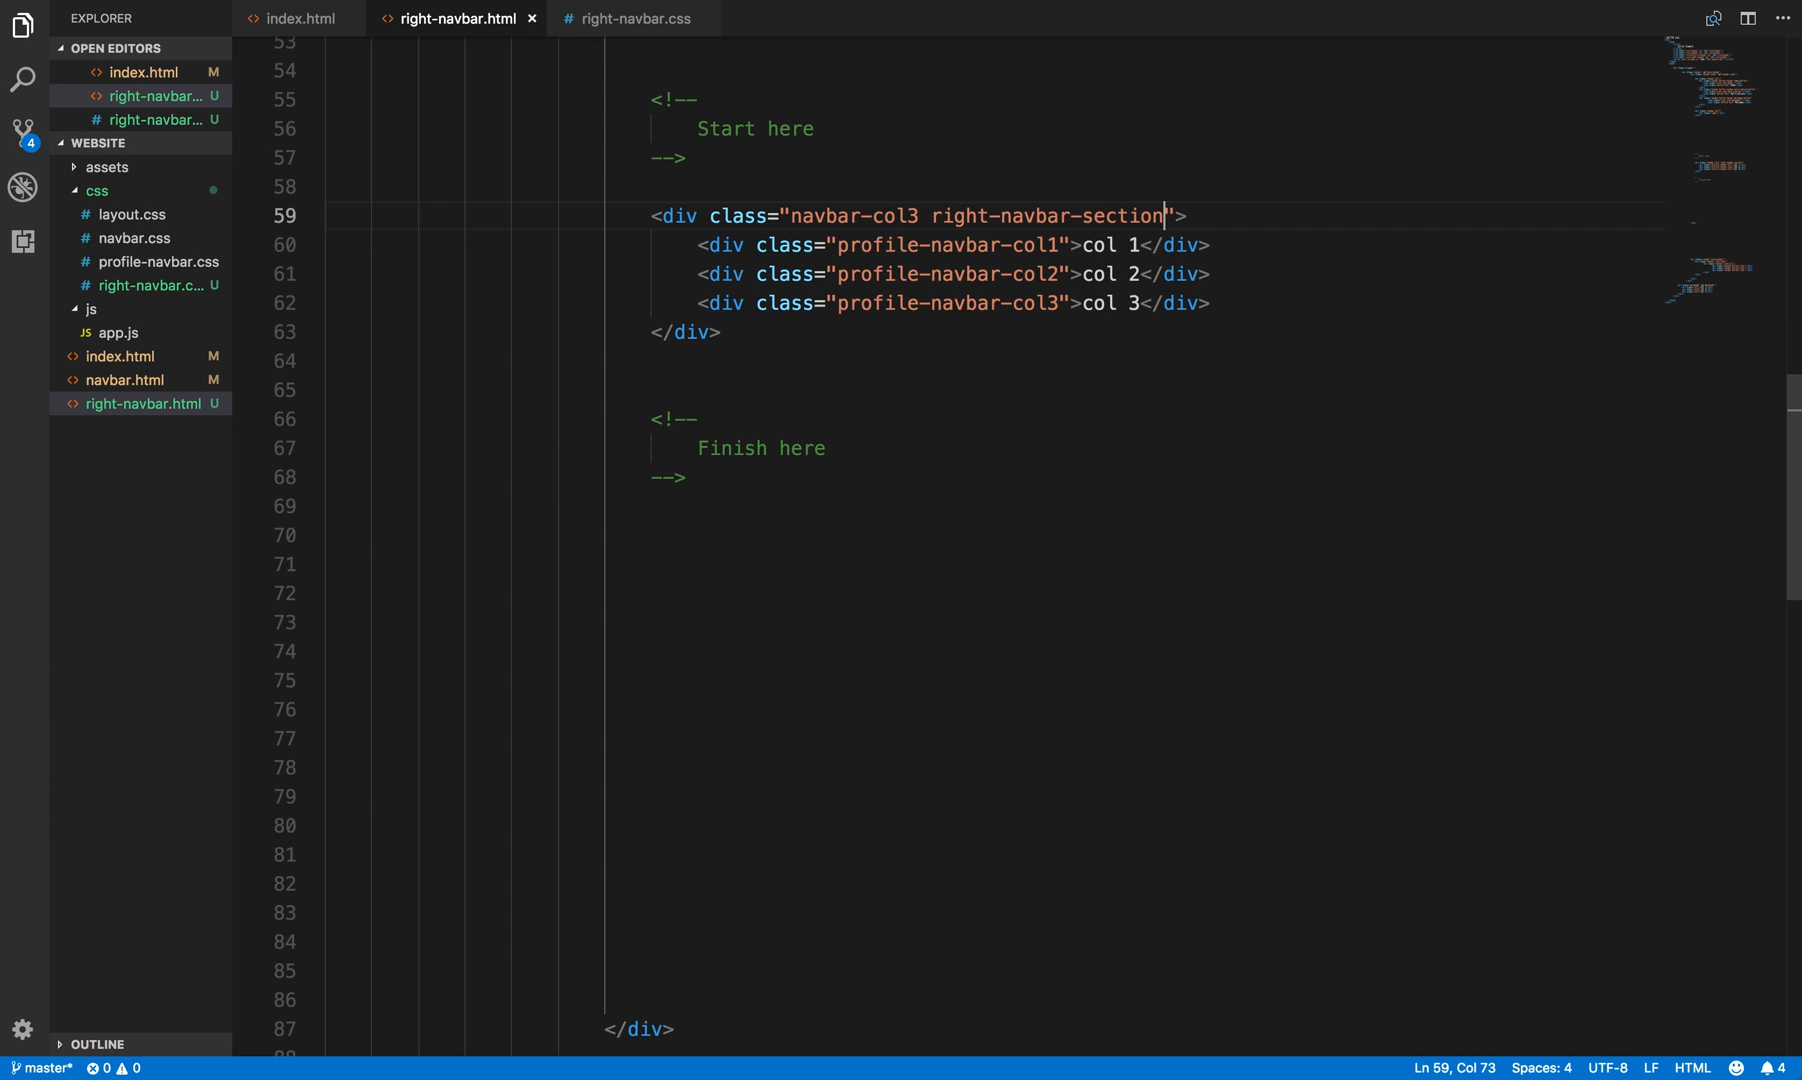 EXPLORER
OPEN EDITORS
<> index.html M
<> right-navbar... U
# right-navbar... U
4
WEBSITE
assets
css
# layout.css
# navbar.css
# profile-navbar.css
# right-navbar.c... U
js
JS app.js
<> index.html M
<> navbar.html M
<> right-navbar.html U
OUTLINE
<> index.html
<> right-navbar.html ×
# right-navbar.css
53
54
55 <!--
56 Start here
57 -->
58
59 <div class="navbar-col3 right-navbar-section">
60 <div class="profile-navbar-col1">col 1</div>
61 <div class="profile-navbar-col2">col 2</div>
62 <div class="profile-navbar-col3">col 3</div>
63 </div>
64
65
66 <!--
67 Finish here
68 -->
69
70
71
72
73
74
75
76
77
78
79
80
81
82
83
84
85
86
87 </div>
88
master* 0 0 Ln 59, Col 73 Spaces: 4 UTF-8 LF HTML 4